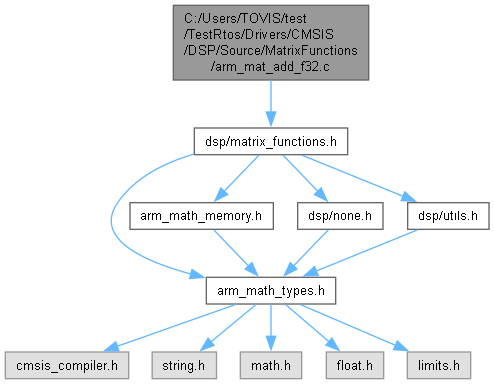 C:/Users/TOVIS/test
/TestRtos/Drivers/CMSIS
/DSP/Source/MatrixFunctions
/arm_mat_add_f32.c
dsp/matrix_functions.h
arm_math_memory.h
dsp/none.h
dsp/utils.h
arm_math_types.h
cmsis_compiler.h
string.h
math.h
float.h
limits.h